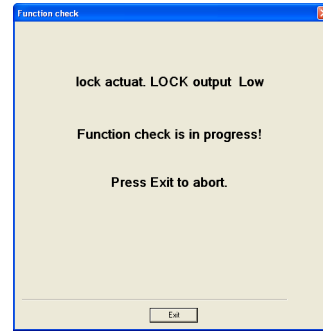 Function check
lock actuat. LOCK output Low
Function check is in progress!
Press Exit to abort.
Exit